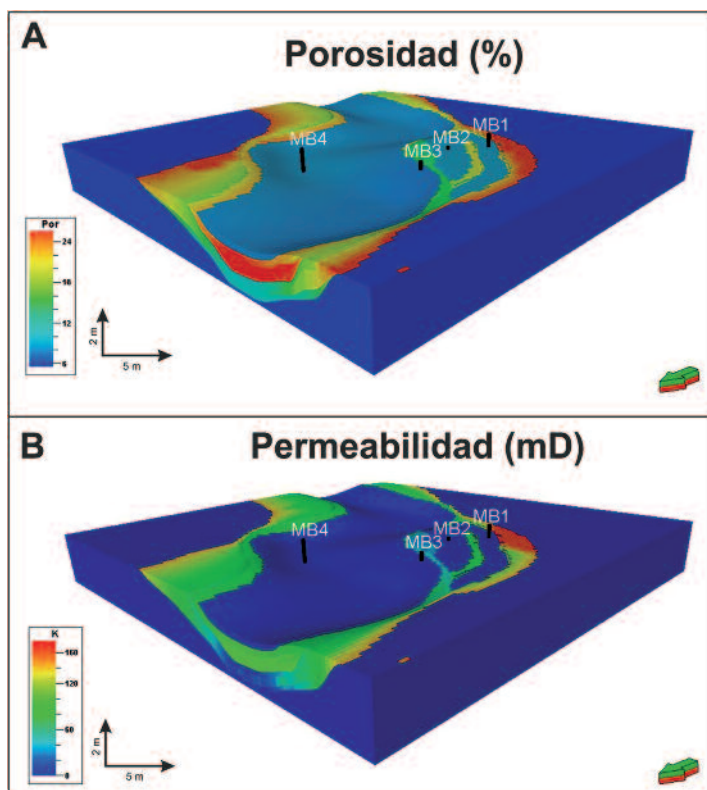 A
Porosidad (%)
MB1
MB2
MB3
MB4
Por
24
16
12
6
2 m
5 m
B
Permeabilidad (mD)
MB1
MB2
MB3
MB4
K
160
120
60
0
2 m
5 m